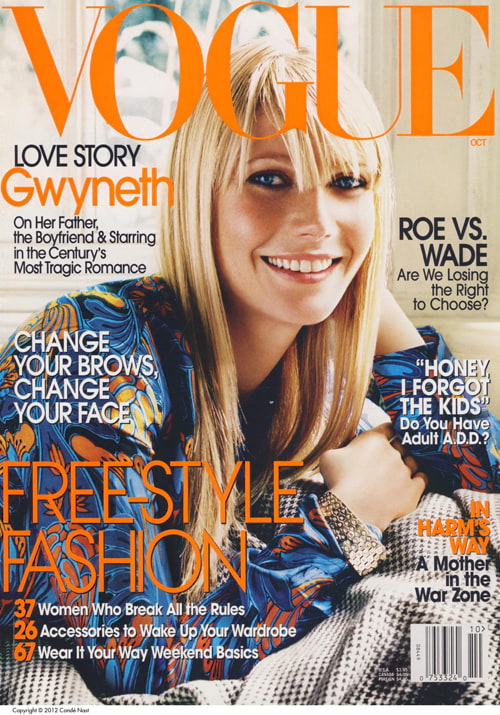 VOGUE
OCT
LOVE STORY
Gwyneth
On Her Father,
the Boyfriend & Starring
in the Century's
Most Tragic Romance
ROE VS.
WADE
Are We Losing
the Right
to Choose?
CHANGE
YOUR BROWS,
CHANGE
YOUR FACE
"HONEY,
I FORGOT
THE KIDS"
Do You Have
Adult A.D.D.?
FREE-STYLE
FASHION
37 Women Who Break All the Rules
26 Accessories to Wake Up Your Wardrobe
67 Wear It Your Way Weekend Basics
IN
HARM'S
WAY
A Mother
in the
War Zone
10>
Copyright © 2012 Condé Nast